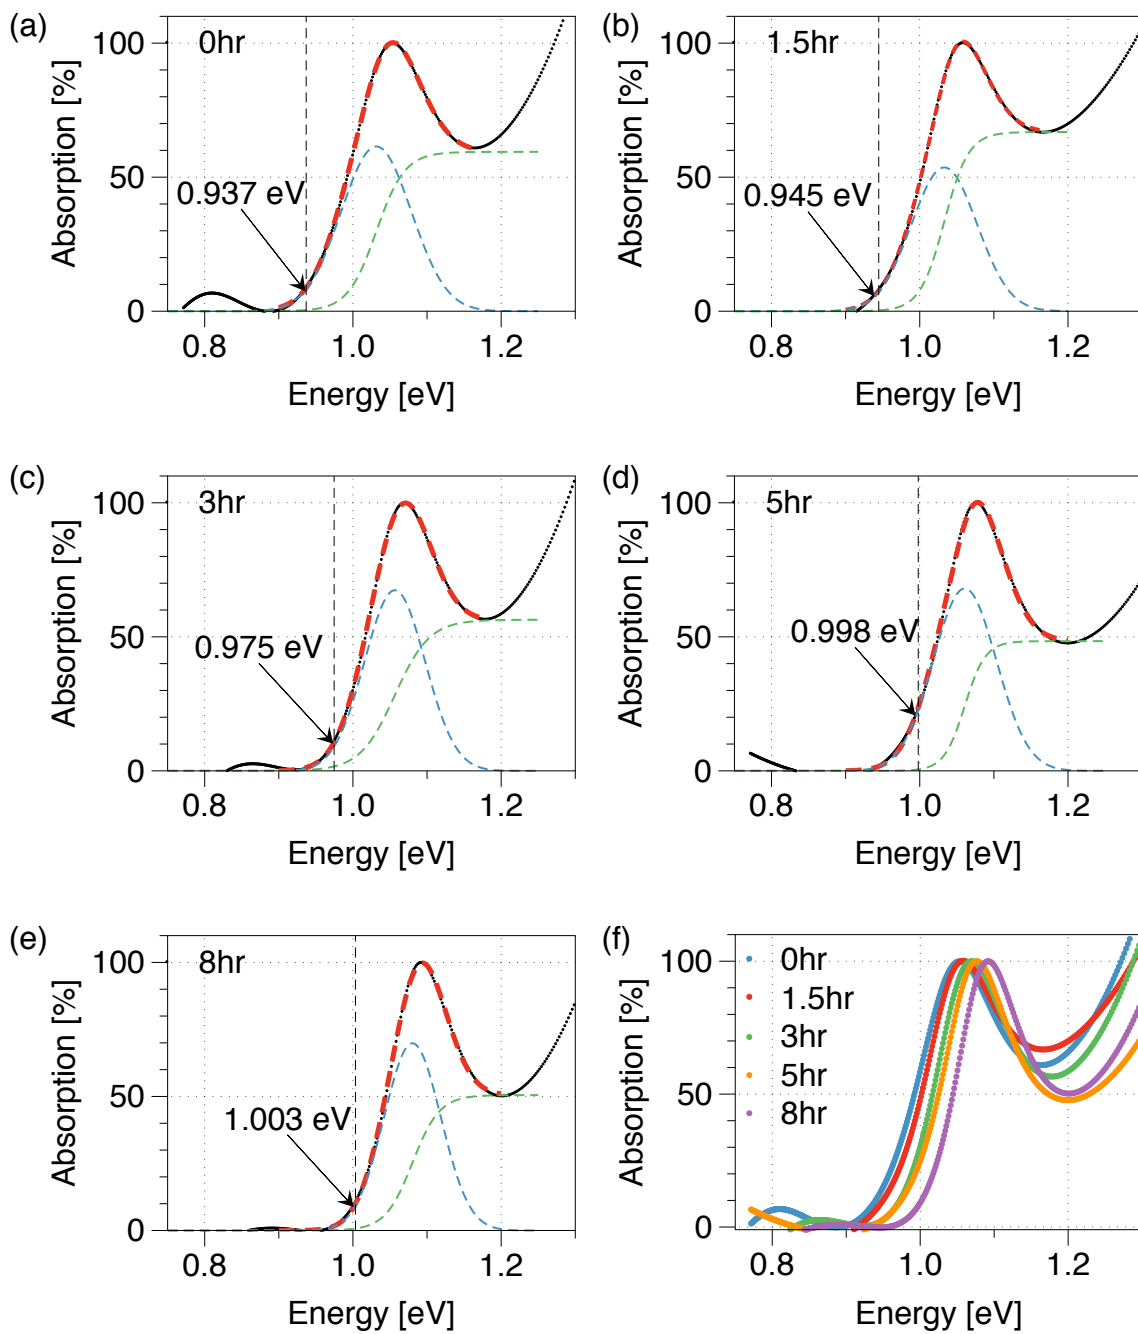 (a)
0hr
100
50
0
0.937 eV
Absorption [%]
0.8
1.0
1.2
Energy [eV]
(b)
1.5hr
100
50
0
0.945 eV
Absorption [%]
0.8
1.0
1.2
Energy [eV]
(c)
3hr
100
50
0
0.975 eV
Absorption [%]
0.8
1.0
1.2
Energy [eV]
(d)
5hr
100
50
0
0.998 eV
Absorption [%]
0.8
1.0
1.2
Energy [eV]
(e)
8hr
100
50
0
1.003 eV
Absorption [%]
0.8
1.0
1.2
Energy [eV]
(f)
100
50
0
0hr
1.5hr
3hr
5hr
8hr
Absorption [%]
0.8
1.0
1.2
Energy [eV]